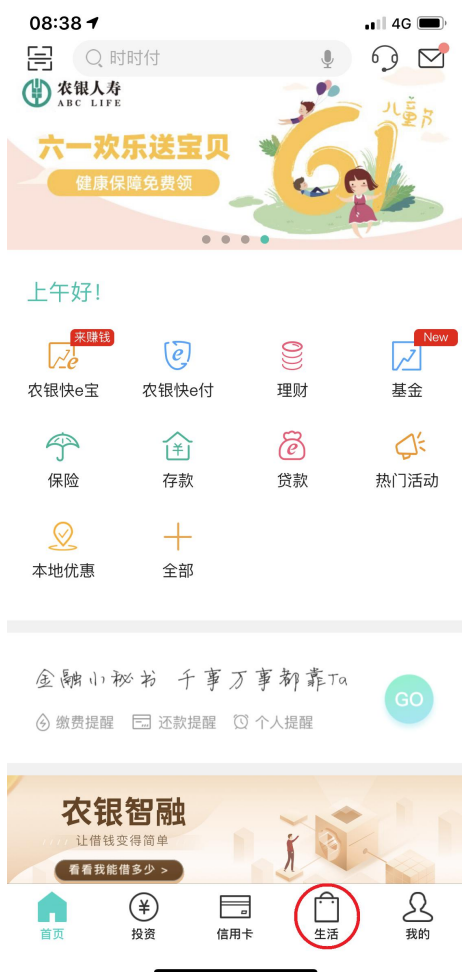 08:38
4G
时时付
农银人寿
ABC LIFE
儿童节
六一欢乐送宝贝
61
健康保障免费领
上午好!
来赚钱
New
农银快e宝
农银快e付
理财
基金
保险
存款
贷款
热门活动
本地优惠
全部
金融小秘书 千事万事都靠Ta
GO
缴费提醒
还款提醒
个人提醒
农银智融
让借钱变得简单
看看我能借多少 >
首页
投资
信用卡
生活
我的